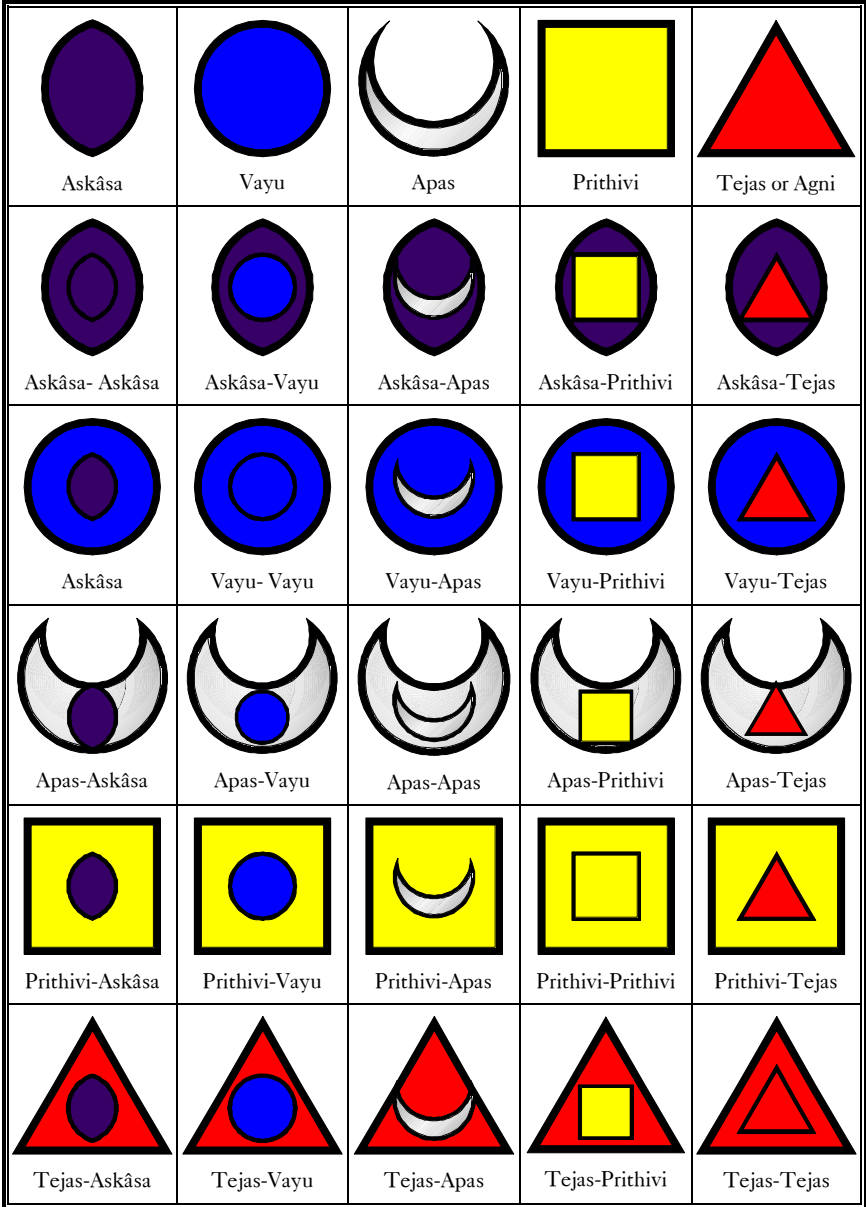 Askâsa
Vayu
Apas
Prithivi
Tejas or Agni
Askâsa- Askâsa
Askâsa-Vayu
Askâsa-Apas
Askâsa-Prithivi
Askâsa-Tejas
Askâsa
Vayu- Vayu
Vayu-Apas
Vayu-Prithivi
Vayu-Tejas
Apas-Askâsa
Apas-Vayu
Apas-Apas
Apas-Prithivi
Apas-Tejas
Prithivi-Askâsa
Prithivi-Vayu
Prithivi-Apas
Prithivi-Prithivi
Prithivi-Tejas
Tejas-Askâsa
Tejas-Vayu
Tejas-Apas
Tejas-Prithivi
Tejas-Tejas